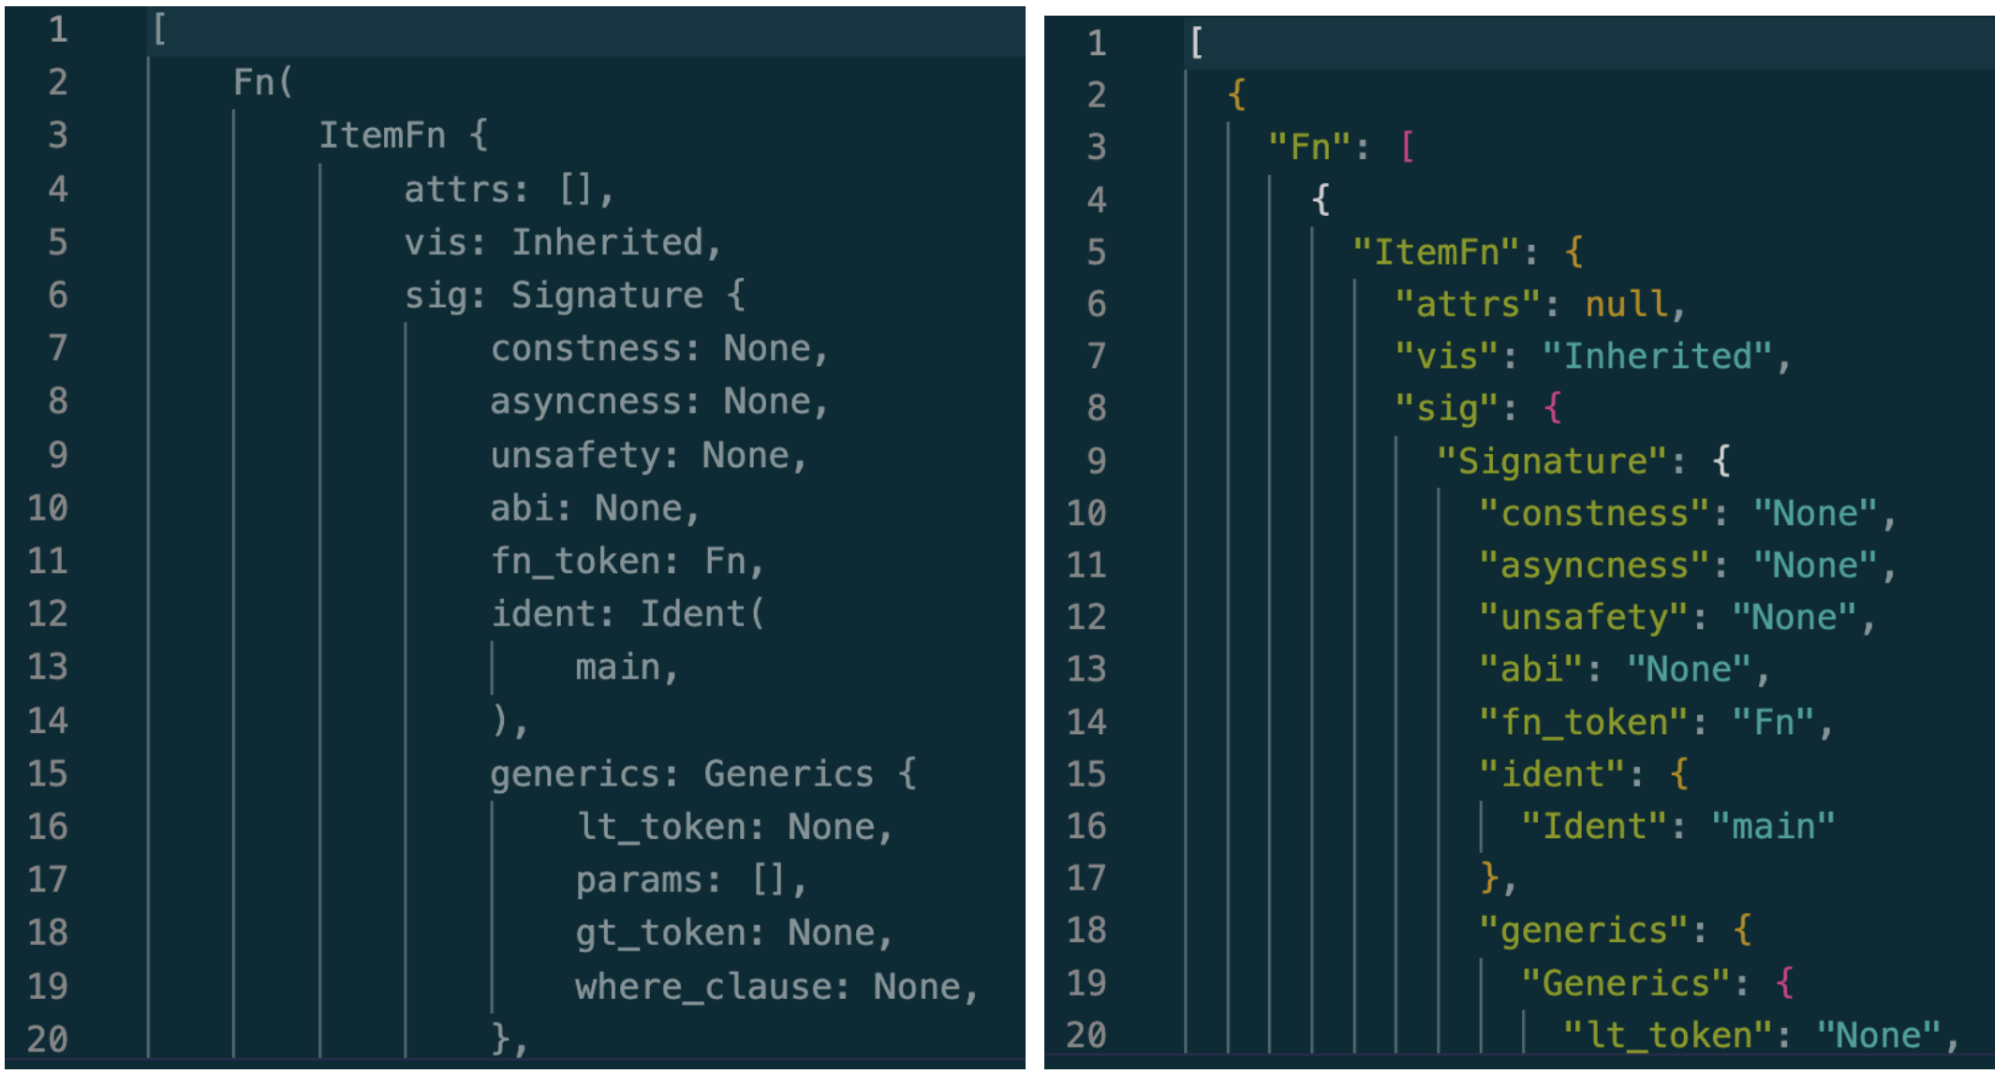 1 [
2 Fn(
3 ItemFn {
4 attrs: [],
5 vis: Inherited,
6 sig: Signature {
7 constness: None,
8 asyncness: None,
9 unsafety: None,
10 abi: None,
11 fn_token: Fn,
12 ident: Ident(
13 main,
14 ),
15 generics: Generics {
16 lt_token: None,
17 params: [],
18 gt_token: None,
19 where_clause: None,
20 },
1 [
2 {
3 "Fn": [
4 {
5 "ItemFn": {
6 "attrs": null,
7 "vis": "Inherited",
8 "sig": {
9 "Signature": {
10 "constness": "None",
11 "asyncness": "None",
12 "unsafety": "None",
13 "abi": "None",
14 "fn_token": "Fn",
15 "ident": {
16 "Ident": "main"
17 },
18 "generics": {
19 "Generics": {
20 "lt_token": "None",